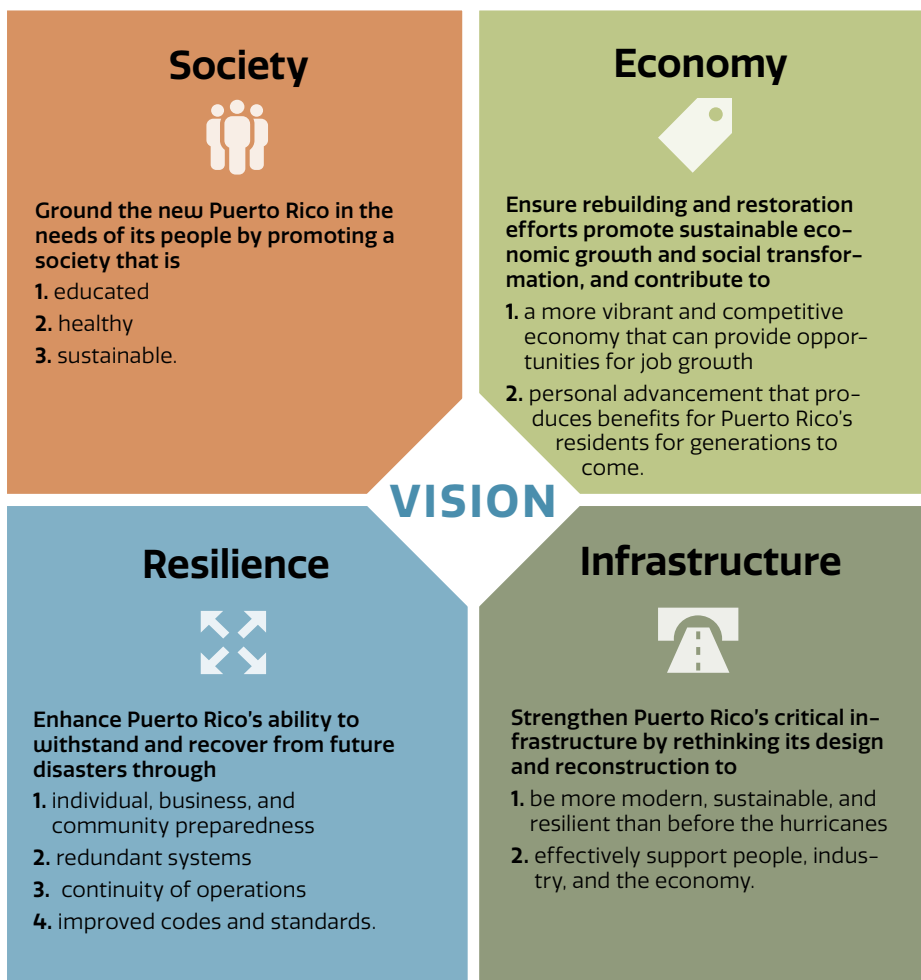 Society
Ground the new Puerto Rico in the
needs of its people by promoting a
society that is
1. educated
2. healthy
3. sustainable.
Economy
Ensure rebuilding and restoration
efforts promote sustainable eco-
nomic growth and social transfor-
mation, and contribute to
1. a more vibrant and competitive
economy that can provide oppor-
tunities for job growth
2. personal advancement that pro-
duces benefits for Puerto Rico's
residents for generations to
come.
VISION
Resilience
Enhance Puerto Rico's ability to
withstand and recover from future
disasters through
1. individual, business, and
community preparedness
2. redundant systems
3. continuity of operations
4. improved codes and standards.
Infrastructure
Strengthen Puerto Rico's critical in-
frastructure by rethinking its design
and reconstruction to
1. be more modern, sustainable, and
resilient than before the hurricanes
2. effectively support people, indus-
try, and the economy.